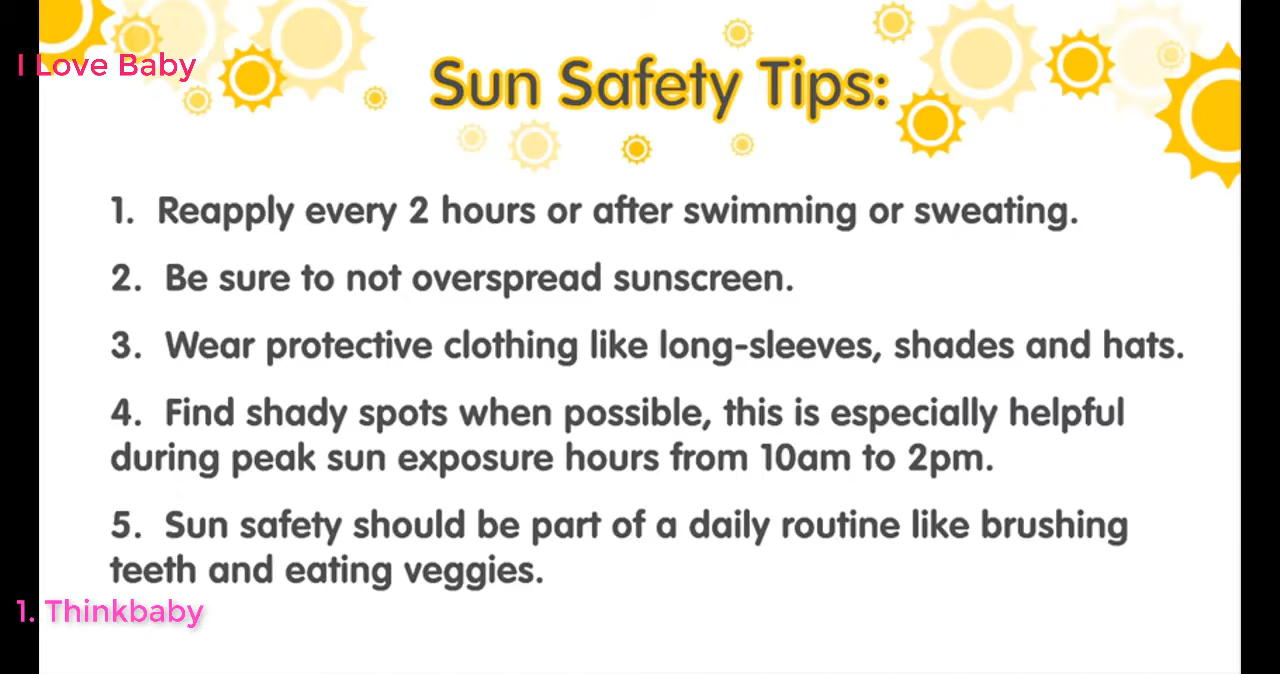 I Love Baby
Sun Safety Tips:
1. Reapply every 2 hours or after swimming or sweating.
2. Be sure to not overspread sunscreen.
3. Wear protective clothing like long-sleeves, shades and hats.
4. Find shady spots when possible, this is especially helpful
during peak sun exposure hours from 10am to 2pm.
5. Sun safety should be part of a daily routine like brushing
teeth and eating veggies.
1. Thinkbaby